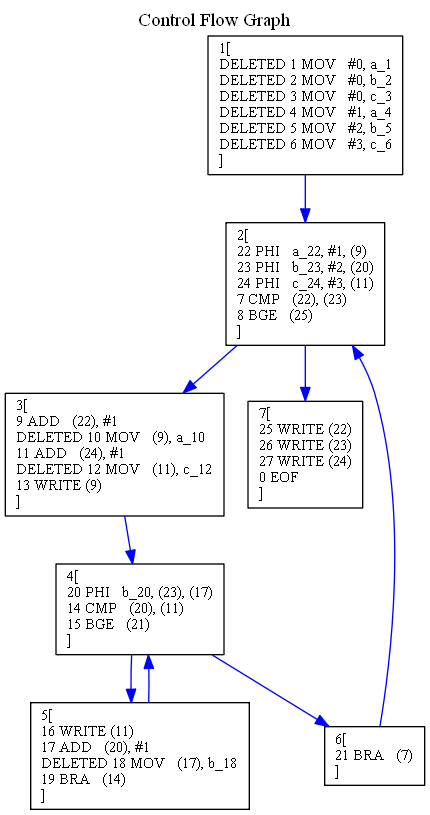 Control Flow Graph
1[
DELETED 1 MOV #0, a_1
DELETED 2 MOV #0, b_2
DELETED 3 MOV #0, c_3
DELETED 4 MOV #1, a_4
DELETED 5 MOV #2, b_5
DELETED 6 MOV #3, c_6
]
2[
22 PHI a_22, #1, (9)
23 PHI b_23, #2, (20)
24 PHI c_24, #3, (11)
7 CMP (22), (23)
8 BGE (25)
]
3[
9 ADD (22), #1
DELETED 10 MOV (9), a_10
11 ADD (24), #1
DELETED 12 MOV (11), c_12
13 WRITE (9)
]
7[
25 WRITE (22)
26 WRITE (23)
27 WRITE (24)
0 EOF
]
4[
20 PHI b_20, (23), (17)
14 CMP (20), (11)
15 BGE (21)
]
5[
16 WRITE (11)
17 ADD (20), #1
DELETED 18 MOV (17), b_18
19 BRA (14)
]
6[
21 BRA (7)
]